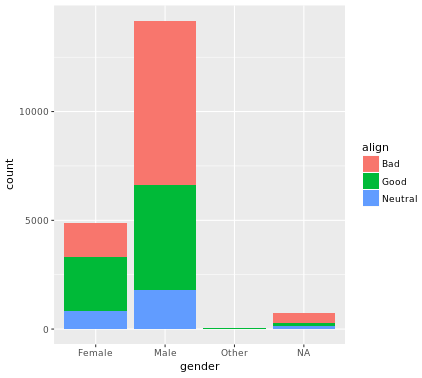 10000
5000
0
count
Female Male Other NA
gender
align
Bad
Good
Neutral